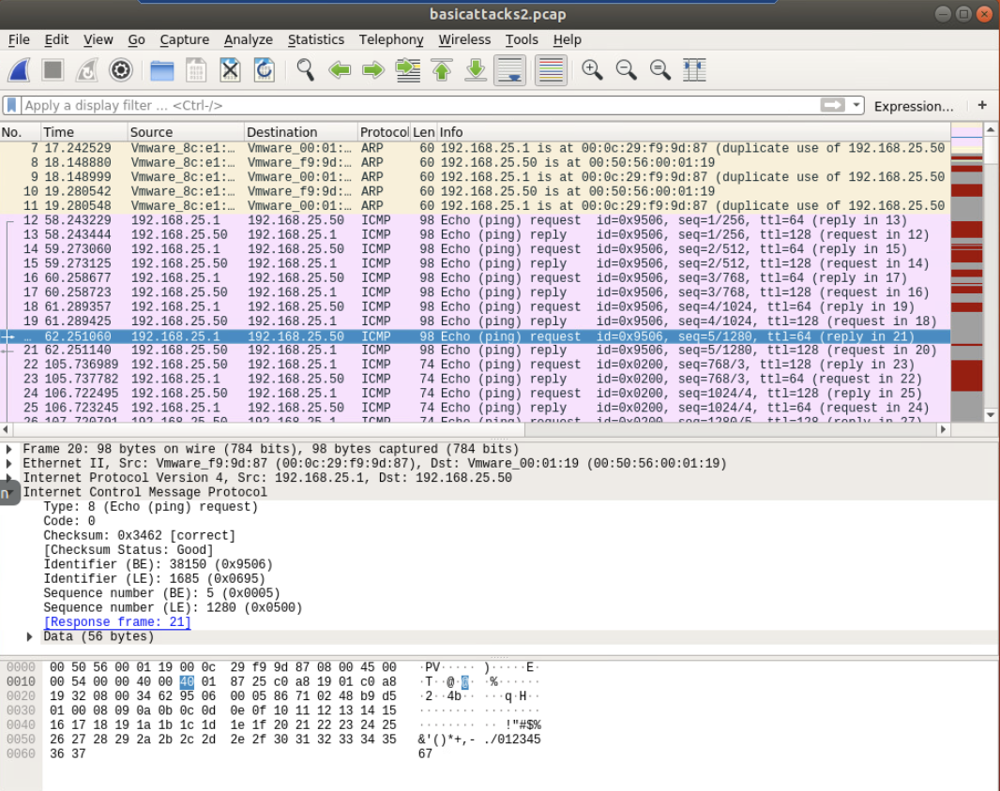 basicattacks2.pcap
File Edit View Go Capture Analyze Statistics Telephony Wireless Tools Help
Apply a display filter ... <Ctrl-/> Expression... +
No. Time Source Destination Protocol Len Info
7 17.242529 Vmware_8c:e1:… Vmware_00:01:… ARP 60 192.168.25.1 is at 00:0c:29:f9:9d:87 (duplicate use of 192.168.25.50
8 18.148880 Vmware_8c:e1:… Vmware_f9:9d:… ARP 60 192.168.25.50 is at 00:50:56:00:01:19
9 18.148999 Vmware_8c:e1:… Vmware_00:01:… ARP 60 192.168.25.1 is at 00:0c:29:f9:9d:87 (duplicate use of 192.168.25.50
10 19.280542 Vmware_8c:e1:… Vmware_f9:9d:… ARP 60 192.168.25.50 is at 00:50:56:00:01:19
11 19.280548 Vmware_8c:e1:… Vmware_00:01:… ARP 60 192.168.25.1 is at 00:0c:29:f9:9d:87 (duplicate use of 192.168.25.50
12 58.243229 192.168.25.1 192.168.25.50 ICMP 98 Echo (ping) request id=0x9506, seq=1/256, ttl=64 (reply in 13)
13 58.243444 192.168.25.50 192.168.25.1 ICMP 98 Echo (ping) reply id=0x9506, seq=1/256, ttl=128 (request in 12)
14 59.273060 192.168.25.1 192.168.25.50 ICMP 98 Echo (ping) request id=0x9506, seq=2/512, ttl=64 (reply in 15)
15 59.273125 192.168.25.50 192.168.25.1 ICMP 98 Echo (ping) reply id=0x9506, seq=2/512, ttl=128 (request in 14)
16 60.258677 192.168.25.1 192.168.25.50 ICMP 98 Echo (ping) request id=0x9506, seq=3/768, ttl=64 (reply in 17)
17 60.258723 192.168.25.50 192.168.25.1 ICMP 98 Echo (ping) reply id=0x9506, seq=3/768, ttl=128 (request in 16)
18 61.289357 192.168.25.1 192.168.25.50 ICMP 98 Echo (ping) request id=0x9506, seq=4/1024, ttl=64 (reply in 19)
19 61.289425 192.168.25.50 192.168.25.1 ICMP 98 Echo (ping) reply id=0x9506, seq=4/1024, ttl=128 (request in 18)
… 62.251060 192.168.25.1 192.168.25.50 ICMP 98 Echo (ping) request id=0x9506, seq=5/1280, ttl=64 (reply in 21)
21 62.251140 192.168.25.50 192.168.25.1 ICMP 98 Echo (ping) reply id=0x9506, seq=5/1280, ttl=128 (request in 20)
22 105.736989 192.168.25.50 192.168.25.1 ICMP 74 Echo (ping) request id=0x0200, seq=768/3, ttl=128 (reply in 23)
23 105.737782 192.168.25.1 192.168.25.50 ICMP 74 Echo (ping) reply id=0x0200, seq=768/3, ttl=64 (request in 22)
24 106.722495 192.168.25.50 192.168.25.1 ICMP 74 Echo (ping) request id=0x0200, seq=1024/4, ttl=128 (reply in 25)
25 106.723245 192.168.25.1 192.168.25.50 ICMP 74 Echo (ping) reply id=0x0200, seq=1024/4, ttl=64 (request in 24)
26 107.720791 192.168.25.50 192.168.25.1 ICMP 74 Echo (ping) request id=0x0200, seq=1280/5, ttl=128 (reply in 27)
Frame 20: 98 bytes on wire (784 bits), 98 bytes captured (784 bits)
Ethernet II, Src: Vmware_f9:9d:87 (00:0c:29:f9:9d:87), Dst: Vmware_00:01:19 (00:50:56:00:01:19)
Internet Protocol Version 4, Src: 192.168.25.1, Dst: 192.168.25.50
n Internet Control Message Protocol
Type: 8 (Echo (ping) request)
Code: 0
Checksum: 0x3462 [correct]
[Checksum Status: Good]
Identifier (BE): 38150 (0x9506)
Identifier (LE): 1685 (0x0695)
Sequence number (BE): 5 (0x0005)
Sequence number (LE): 1280 (0x0500)
[Response frame: 21]
Data (56 bytes)
0000 00 50 56 00 01 19 00 0c 29 f9 9d 87 08 00 45 00 ·PV····· )·····E·
0010 00 54 00 00 40 00 40 01 87 25 c0 a8 19 01 c0 a8 ·T··@·@· ·%······
0020 19 32 08 00 34 62 95 06 00 05 86 71 02 48 b9 d5 ·2··4b·· ···q·H··
0030 01 00 08 09 0a 0b 0c 0d 0e 0f 10 11 12 13 14 15 ········ ········
0040 16 17 18 19 1a 1b 1c 1d 1e 1f 20 21 22 23 24 25 ········ ·· !"#$%
0050 26 27 28 29 2a 2b 2c 2d 2e 2f 30 31 32 33 34 35 &'()*+,- ./012345
0060 36 37 67